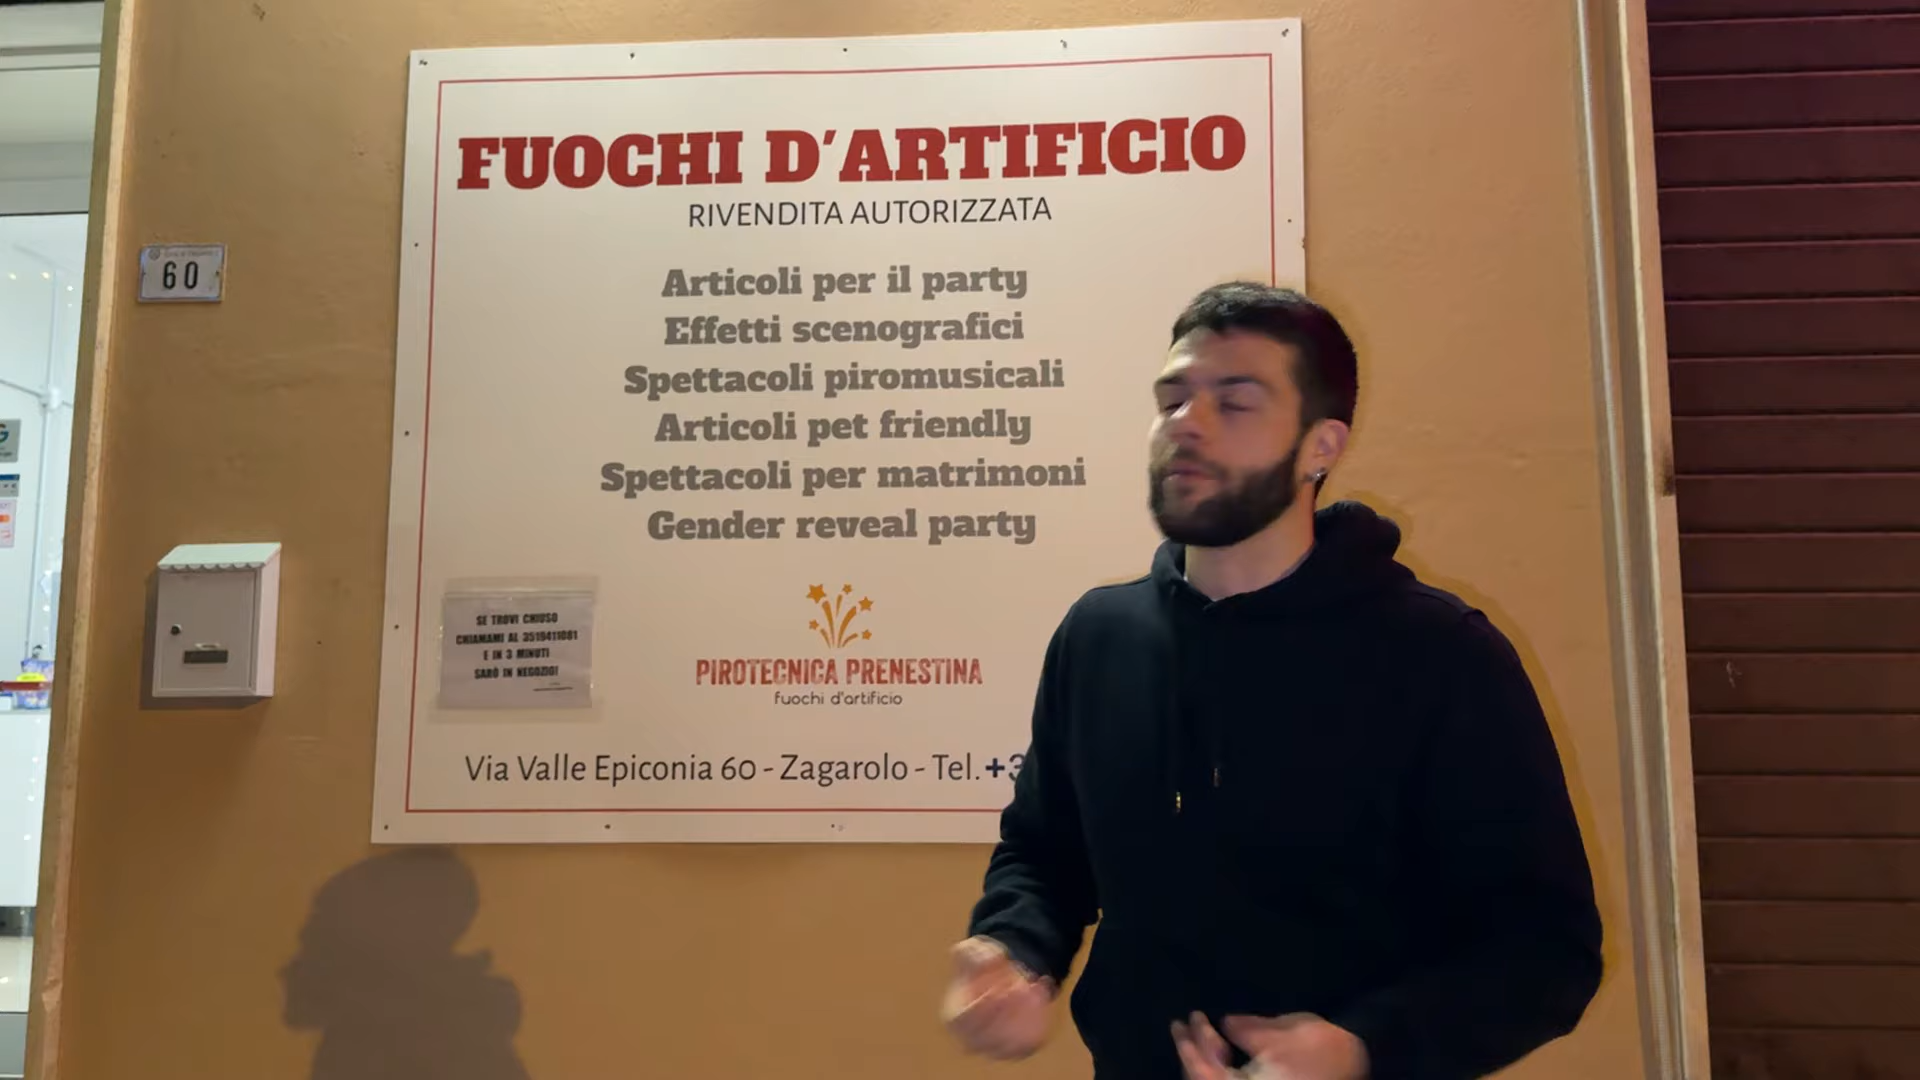 FUOCHI D'ARTIFICIO
RIVENDITA AUTORIZZATA
60
Articoli per il party
Effetti scenografici
Spettacoli piromusicali
Articoli pet friendly
Spettacoli per matrimoni
Gender reveal party
SE TROVI CHIUSO
CHIAMAMI AL 3519411081
E IN 3 MINUTI
SARÒ IN NEGOZIO!
PIROTECNICA PRENESTINA
fuochi d'artificio
Via Valle Epiconia 60 - Zagarolo - Tel. +3